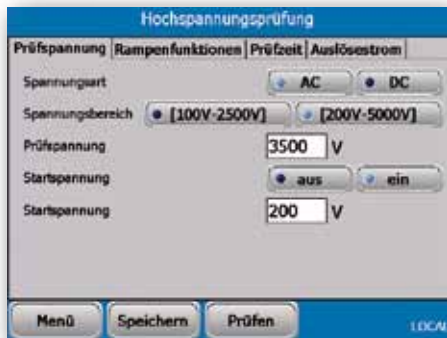 Hochspannungsprüfung
Prüfspannung Rampenfunktionen Prüfzeit Auslösestrom
Spannungsart AC DC
Spannungsbereich [100V-2500V] [200V-5000V]
Prüfspannung 3500 V
Startspannung aus ein
Startspannung 200 V
Menü Speichern Prüfen LOCAL